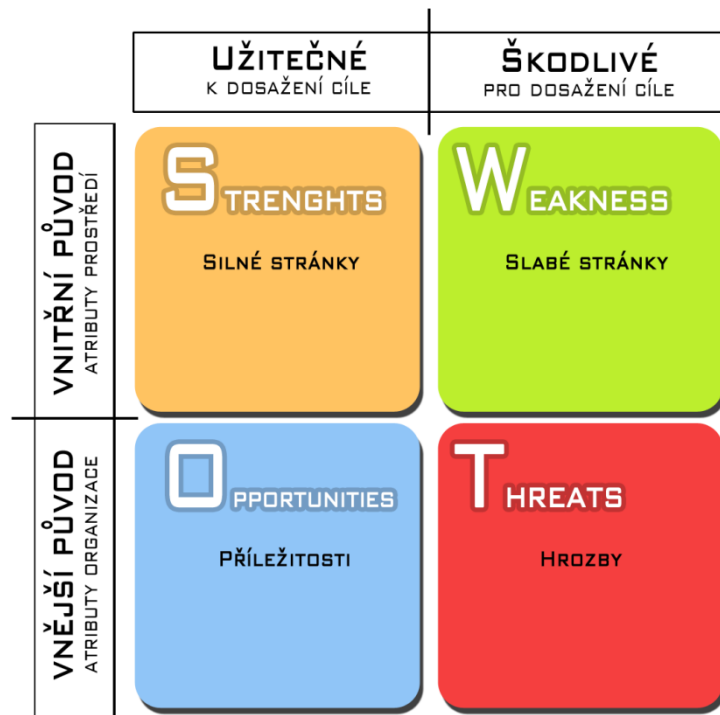 Užitečné
k dosažení cíle
Škodlivé
pro dosažení cíle
Vnitřní původ
atributy prostředí
Strenghts
Silné stránky
Weakness
Slabé stránky
Vnější původ
atributy organizace
Opportunities
Příležitosti
Threats
Hrozby